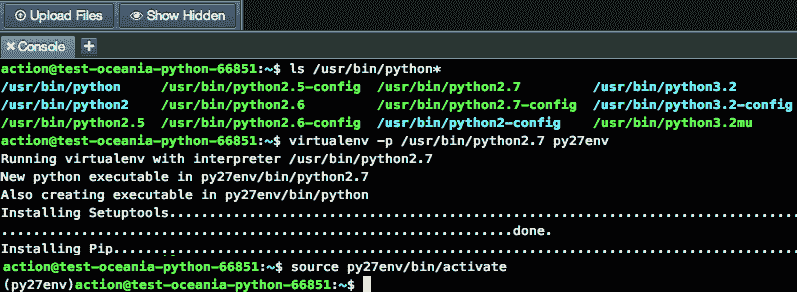 Upload Files Show Hidden
Console
action@test-oceania-python-66851:~$ ls /usr/bin/python*
/usr/bin/python /usr/bin/python2.5-config /usr/bin/python2.7 /usr/bin/python3.2
/usr/bin/python2 /usr/bin/python2.6 /usr/bin/python2.7-config /usr/bin/python3.2-config
/usr/bin/python2.5 /usr/bin/python2.6-config /usr/bin/python2-config /usr/bin/python3.2mu
action@test-oceania-python-66851:~$ virtualenv -p /usr/bin/python2.7 py27env
Running virtualenv with interpreter /usr/bin/python2.7
New python executable in py27env/bin/python2.7
Also creating executable in py27env/bin/python
Installing Setuptools...............................................................................
.................................................................done.
Installing Pip......................................................................................
action@test-oceania-python-66851:~$ source py27env/bin/activate
(py27env)action@test-oceania-python-66851:~$